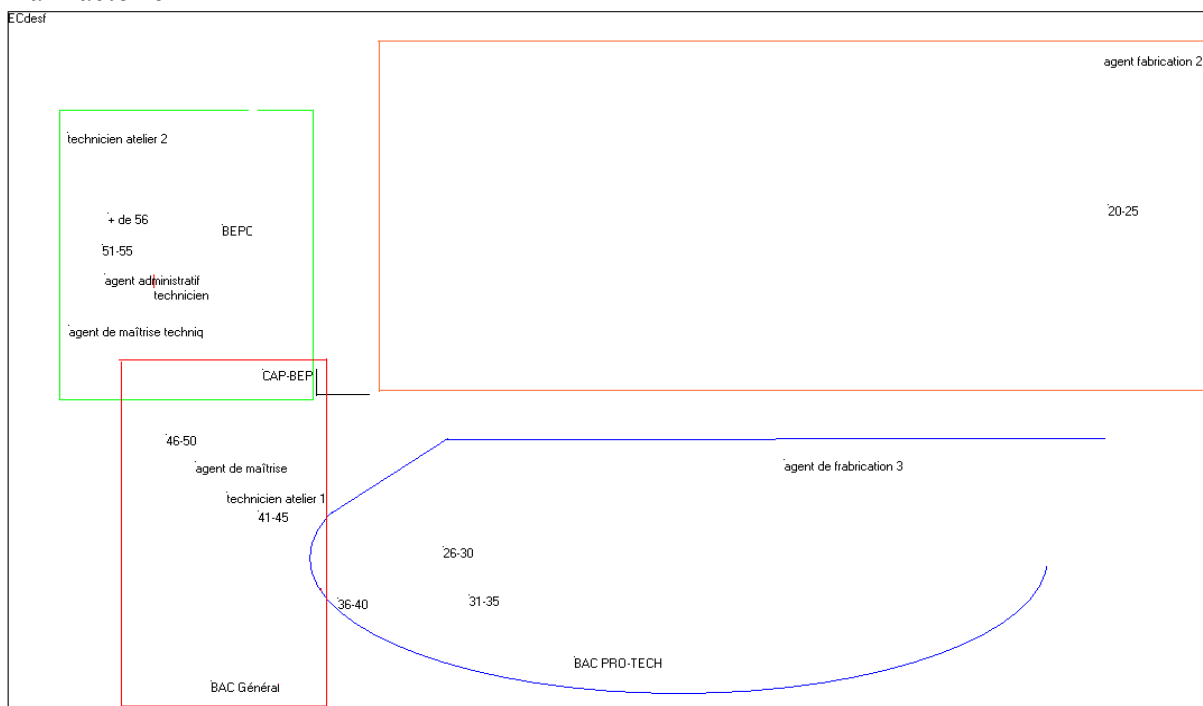 ECdesf
agent fabrication 2
technicien atelier 2
20-25
+ de 56
BEPC
51-55
agent administratif
technicien
agent de maîtrise techniq
CAP-BEP
46-50
agent de maîtrise
agent de frabrication 3
technicien atelier 1
41-45
26-30
36-40
31-35
BAC PRO-TECH
BAC Général